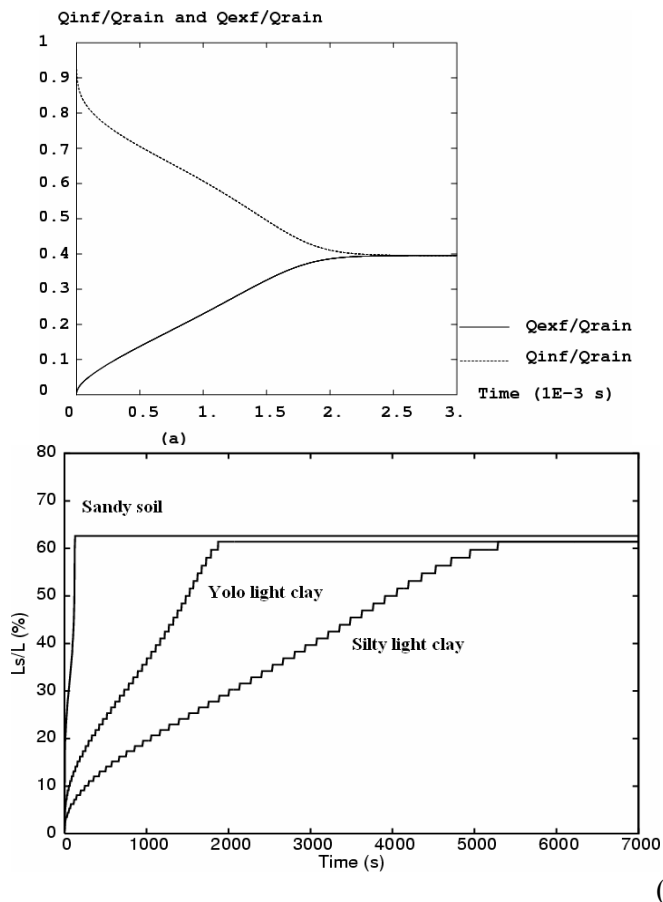 Qinf/Qrain and Qexf/Qrain
1
0.9
0.8
0.7
0.6
0.5
0.4
0.3
0.2
0.1
0
0 0.5 1. 1.5 2. 2.5 3.
Qexf/Qrain
Qinf/Qrain
Time (1E-3 s)
(a)
80
70
60
50
40
30
20
10
0
Ls/L (%)
Sandy soil
Yolo light clay
Silty light clay
0 1000 2000 3000 4000 5000 6000 7000
Time (s)
(